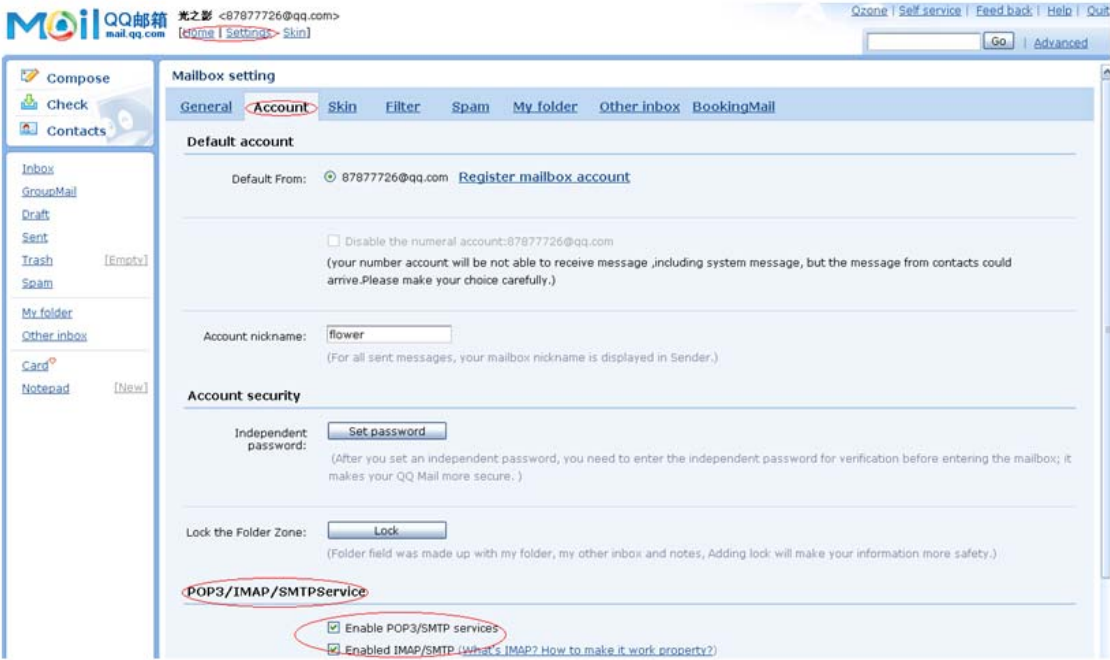 MOil QQ邮箱 mail.qq.com
光之影 <87877726@qq.com>
[Home | Settings - Skin]
Qzone | Self service | Feed back | Help | Quit
Go | Advanced
Compose
Check
Contacts
Inbox
GroupMail
Draft
Sent
Trash [Empty]
Spam
My folder
Other inbox
Card
Notepad [New]
Mailbox setting
General Account Skin Filter Spam My folder Other inbox BookingMail
Default account
Default From: 87877726@qq.com Register mailbox account
Disable the numeral account:87877726@qq.com
(your number account will be not able to receive message ,including system message, but the message from contacts could
arrive.Please make your choice carefully.)
Account nickname: flower
(For all sent messages, your mailbox nickname is displayed in Sender.)
Account security
Independent
password:
Set password
(After you set an independent password, you need to enter the independent password for verification before entering the mailbox; it
makes your QQ Mail more secure. )
Lock the Folder Zone: Lock
(Folder field was made up with my folder, my other inbox and notes, Adding lock will make your information more safety.)
POP3/IMAP/SMTPService
Enable POP3/SMTP services
Enabled IMAP/SMTP (What's IMAP? How to make it work property?)